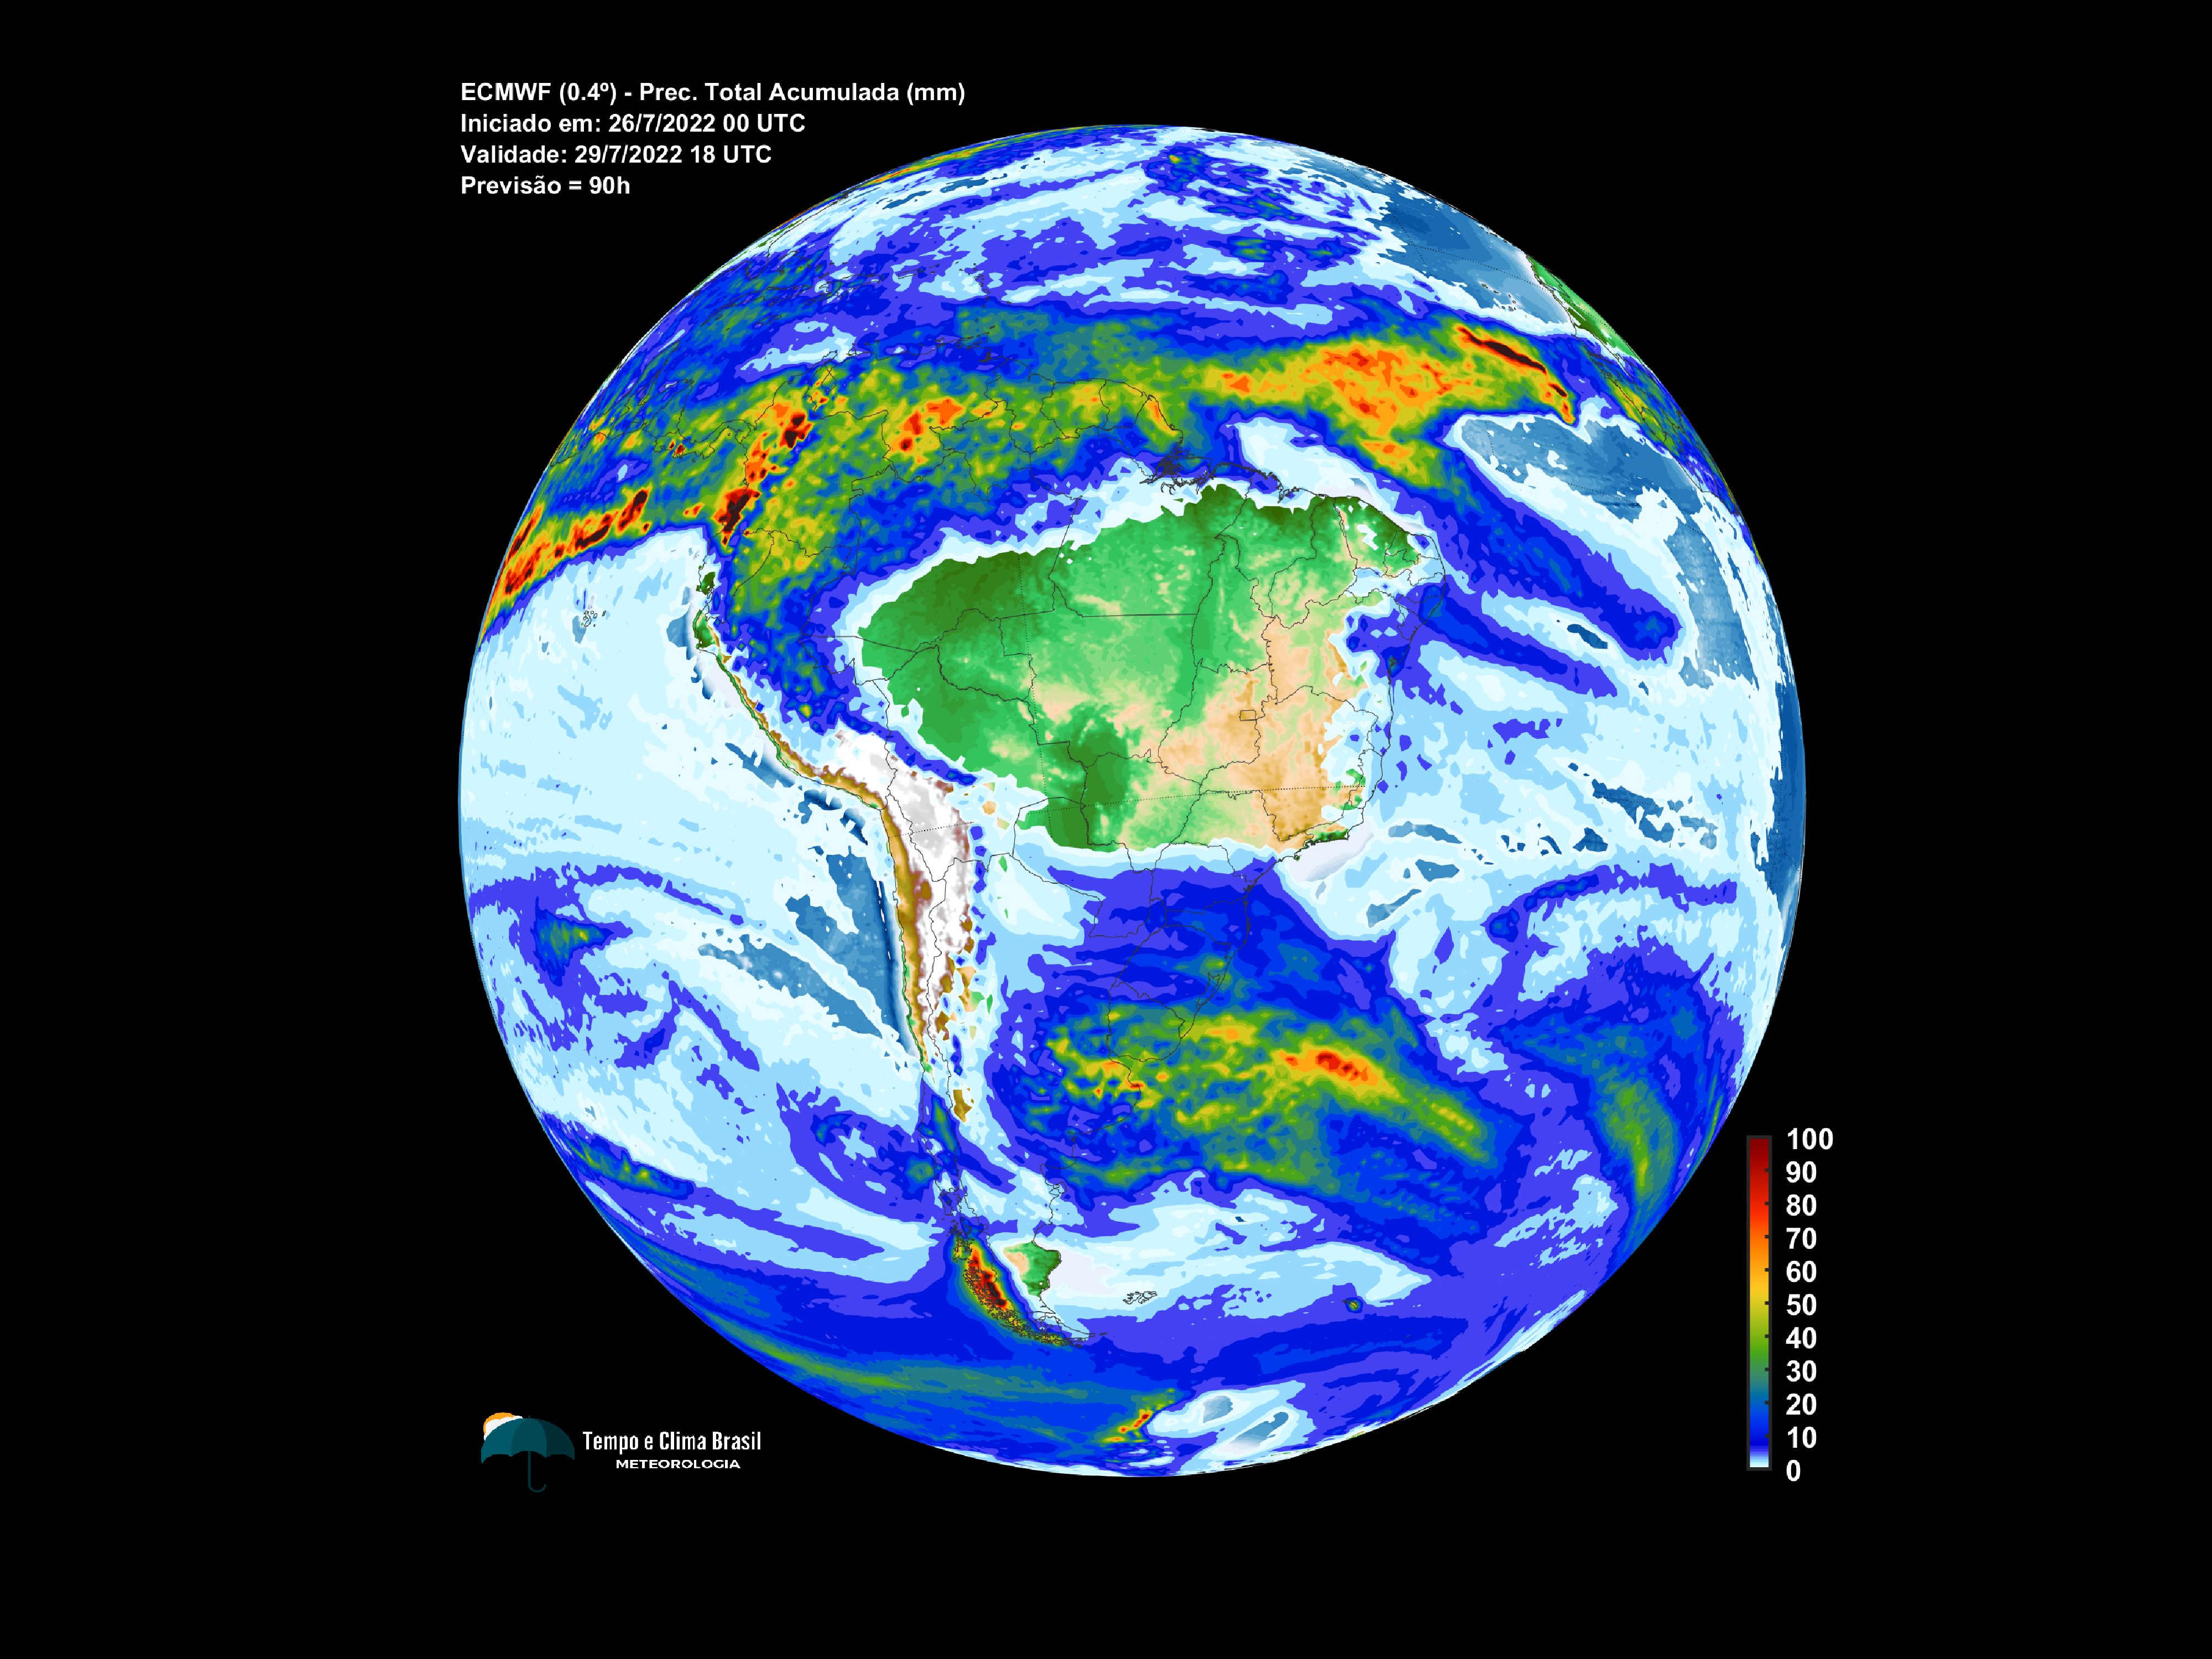 ECMWF (0.4º) - Prec. Total Acumulada (mm)
Iniciado em: 26/7/2022 00 UTC
Validade: 29/7/2022 18 UTC
Previsão = 90h
100
90
80
70
60
50
40
30
20
10
0
Tempo e Clima Brasil
METEOROLOGIA